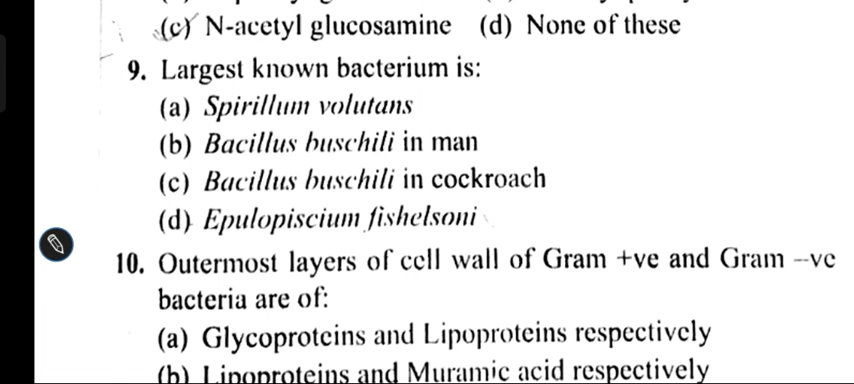 (c) N-acetyl glucosamine (d) None of these
9. Largest known bacterium is:
(a) Spirillum volutans
(b) Bacillus buschili in man
(c) Bacillus buschili in cockroach
(d) Epulopiscium fishelsoni
10. Outermost layers of cell wall of Gram +ve and Gram –ve
bacteria are of:
(a) Glycoproteins and Lipoproteins respectively
(b) Lipoproteins and Muramic acid respectively